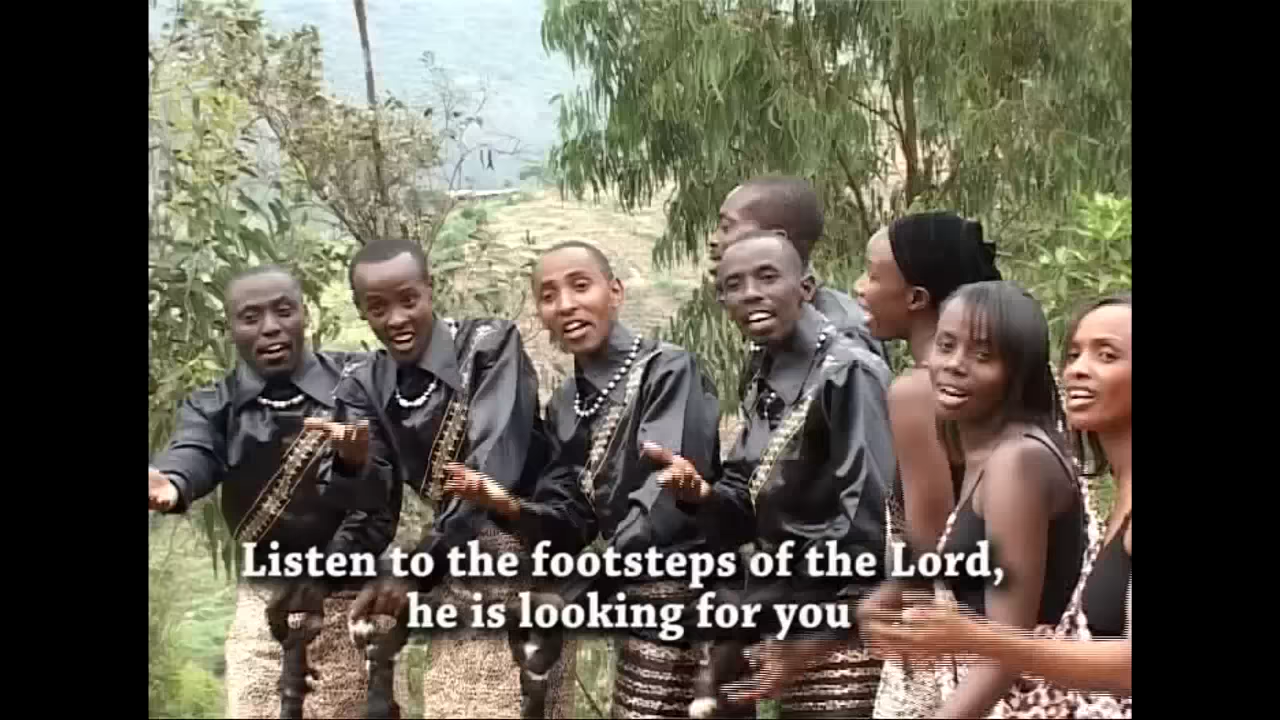 Listen to the footsteps of the Lord,
he is looking for you